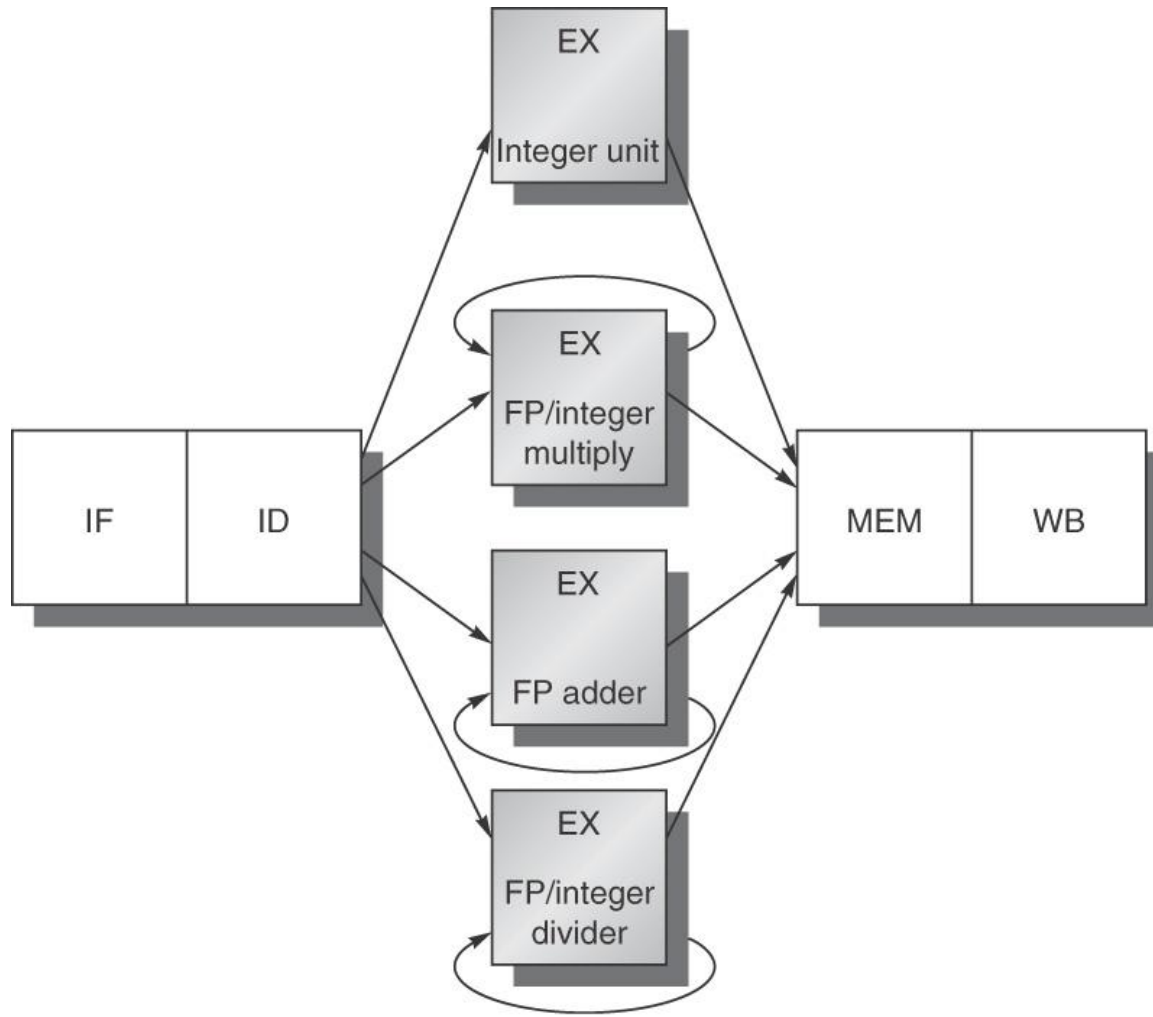 EX
Integer unit
EX
FP/integer
multiply
IF
ID
MEM
WB
EX
FP adder
EX
FP/integer
divider